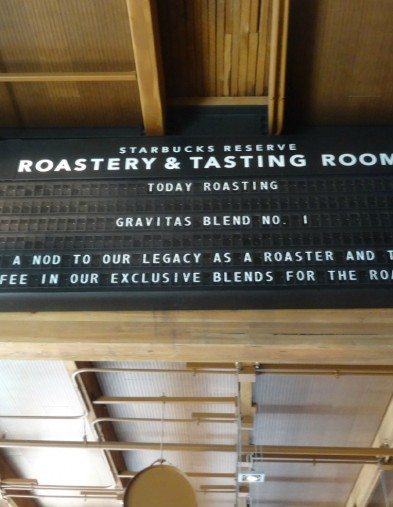 STARBUCKS RESERVE
ROASTERY & TASTING ROOM
TODAY ROASTING
GRAVITAS BLEND NO. 1
A NOD TO OUR LEGACY AS A ROASTER AND
IN OUR EXCLUSIVE BLENDS FOR THE